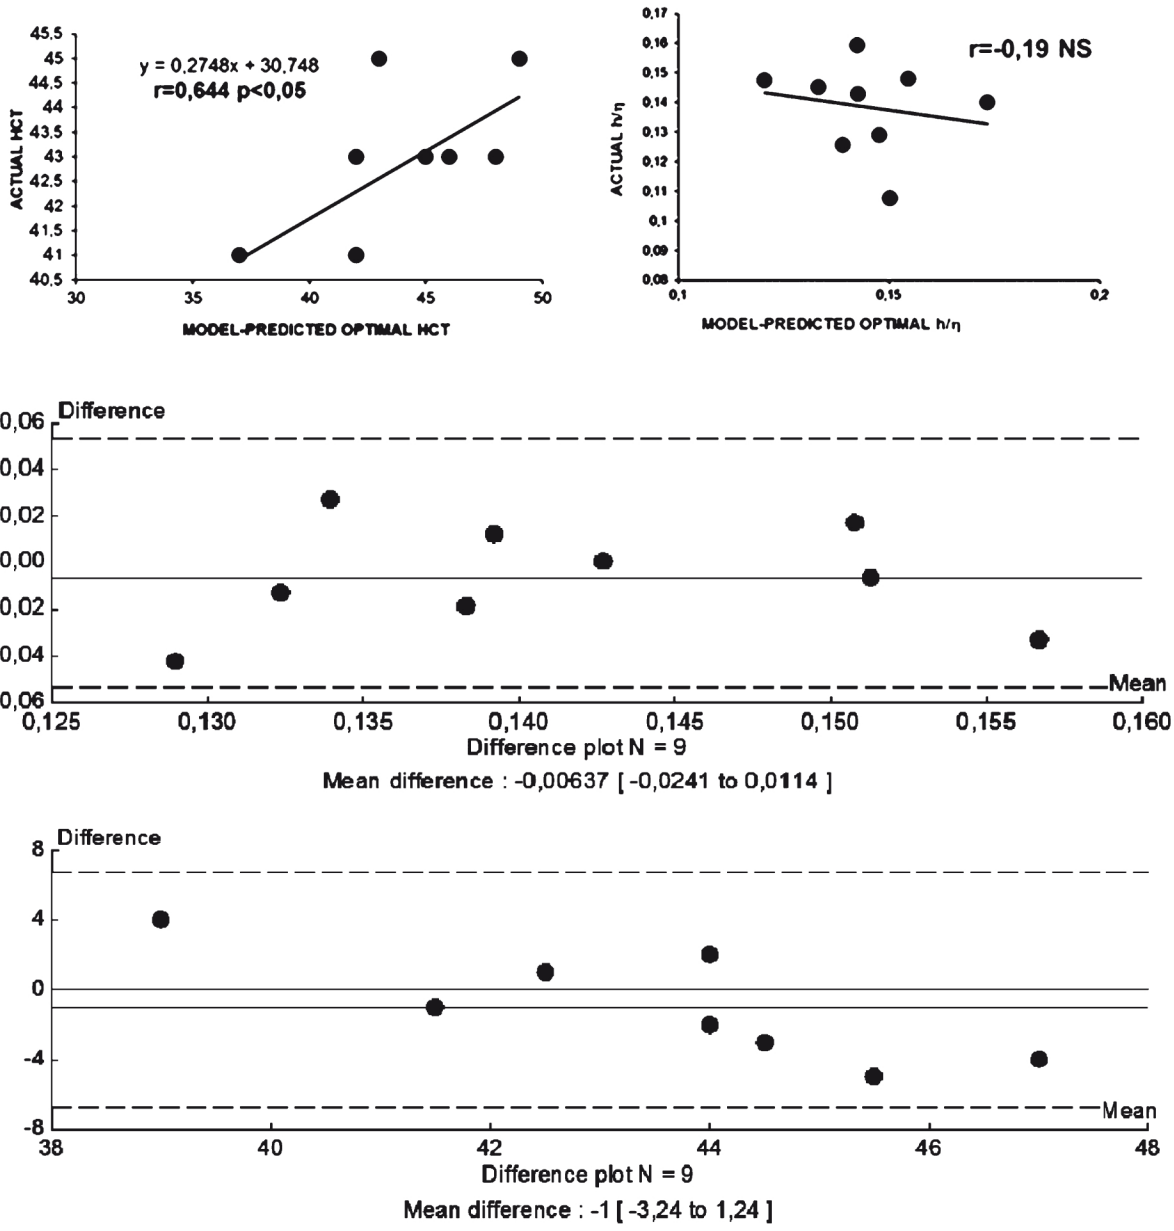 45,5
45
44,5
44
43,5
43
42,5
42
41,5
41
40,5
ACTUAL HCT
y = 0,2748x + 30,748
r=0,644 p<0,05
30 35 40 45 50
MODEL-PREDICTED OPTIMAL HCT
0,17
0,16
0,15
0,14
0,13
0,12
0,11
0,1
0,09
0,08
ACTUAL h/η
r=-0,19 NS
0,1 0,15 0,2
MODEL-PREDICTED OPTIMAL h/η
Difference
0,06
0,04
0,02
0,00
0,02
0,04
0,06
Mean
0,125 0,130 0,135 0,140 0,145 0,150 0,155 0,160
Difference plot N = 9
Mean difference : -0,00637 [ -0,0241 to 0,0114 ]
Difference
8
4
0
-4
-8
Mean
38 40 42 44 46 48
Difference plot N = 9
Mean difference : -1 [ -3,24 to 1,24 ]